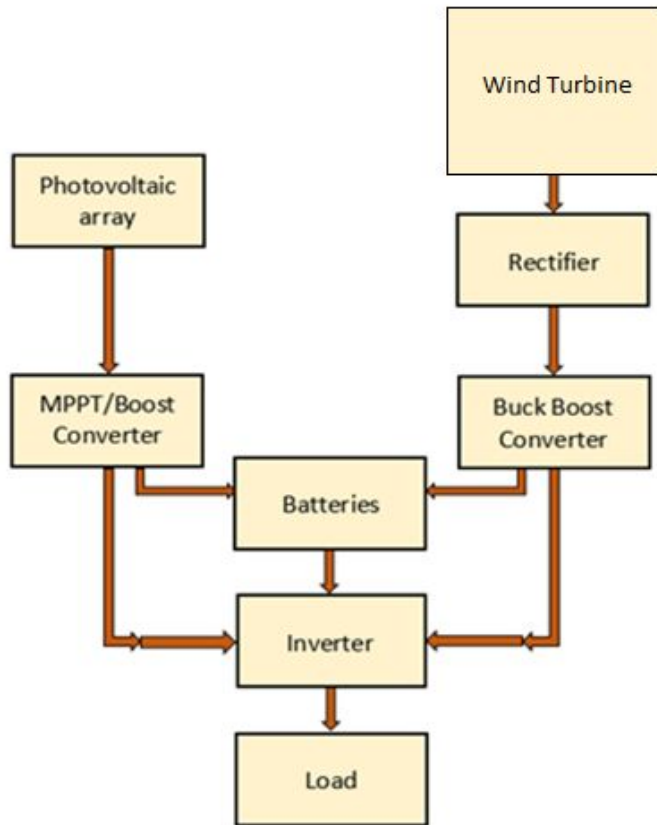 Wind Turbine
Photovoltaic
array
Rectifier
MPPT/Boost
Converter
Buck Boost
Converter
Batteries
Inverter
Load